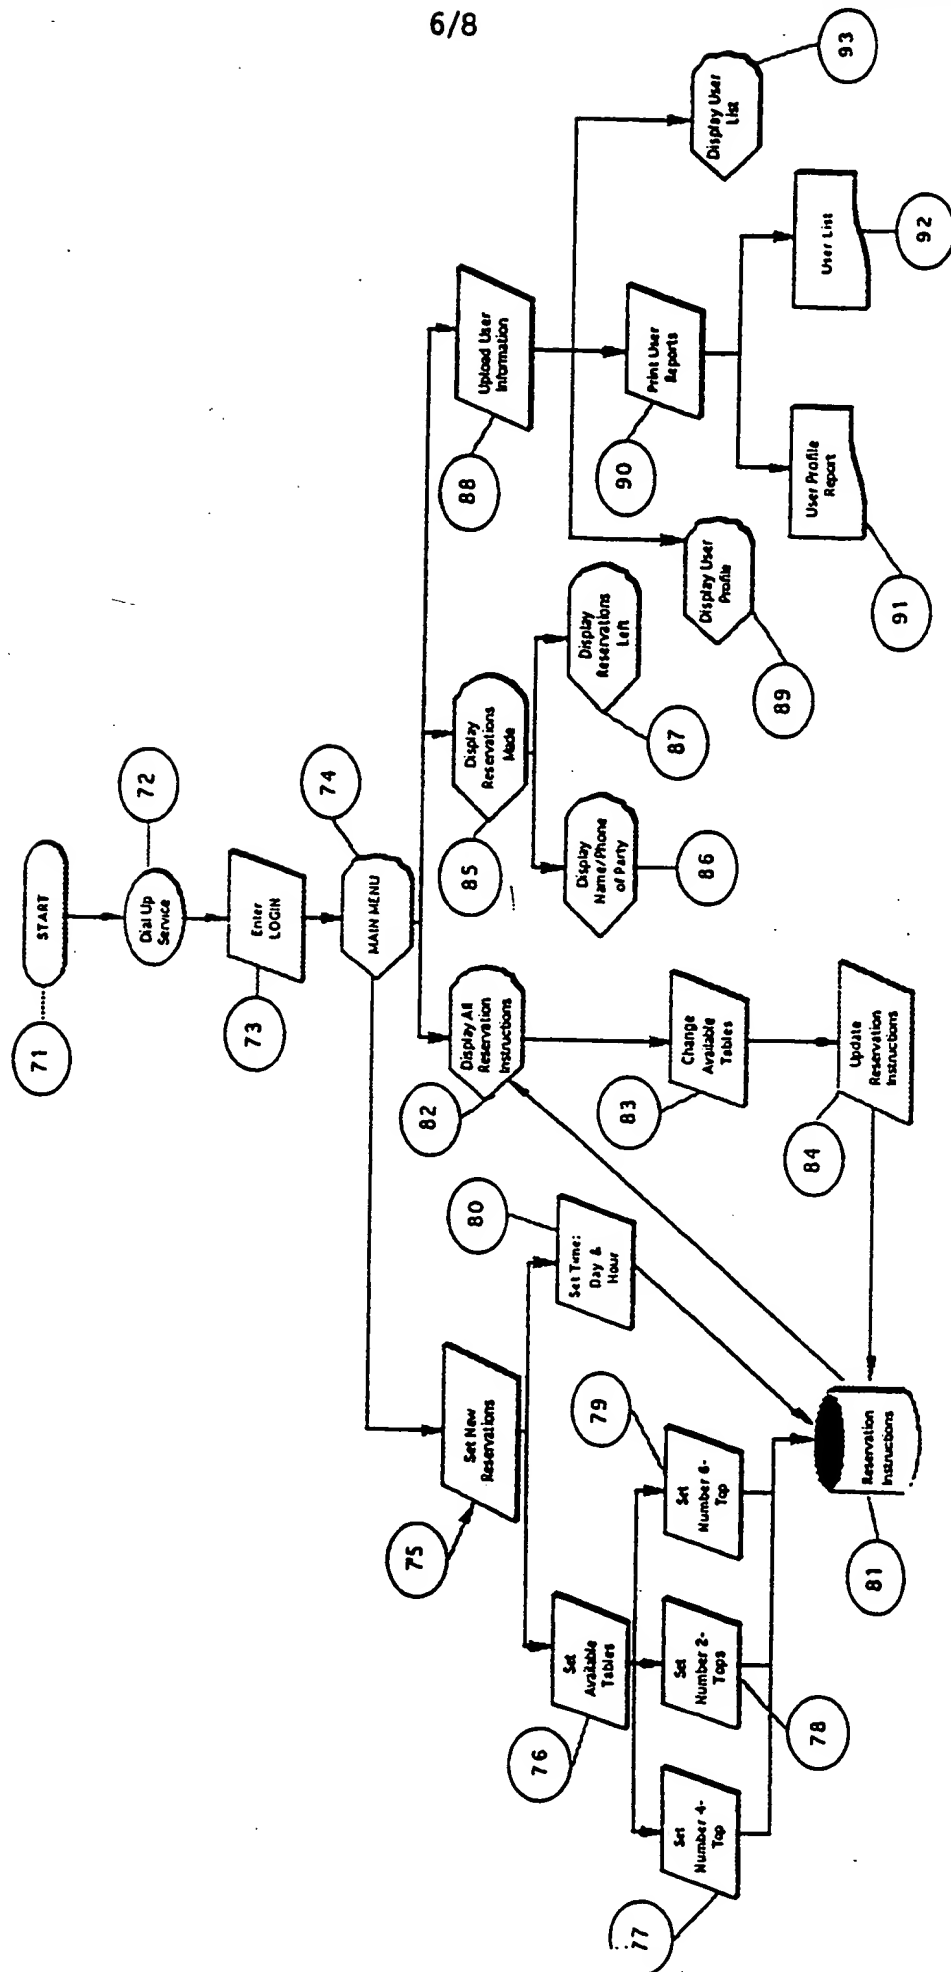 6/8
START
71
Dial Up
Service
72
Enter
LOGIN
73
MAIN MENU
74
Set New
Reservations
75
Set
Available
Tables
76
Set
Number 4-
Top
77
Set
Number 2-
Tops
78
Set
Number 6-
Top
79
Set Time:
Day &
Hour
80
Reservation
Instructions
81
Display All
Reservation
Instructions
82
Change
Available
Tables
83
Update
Reservation
Instructions
84
Display
Reservations
Made
85
Display
Name/Phone
of Party
86
Display
Reservations
Left
87
Upload User
Information
88
Display User
Profile
89
Print User
Reports
90
User Profile
Report
91
User List
92
Display User
List
93